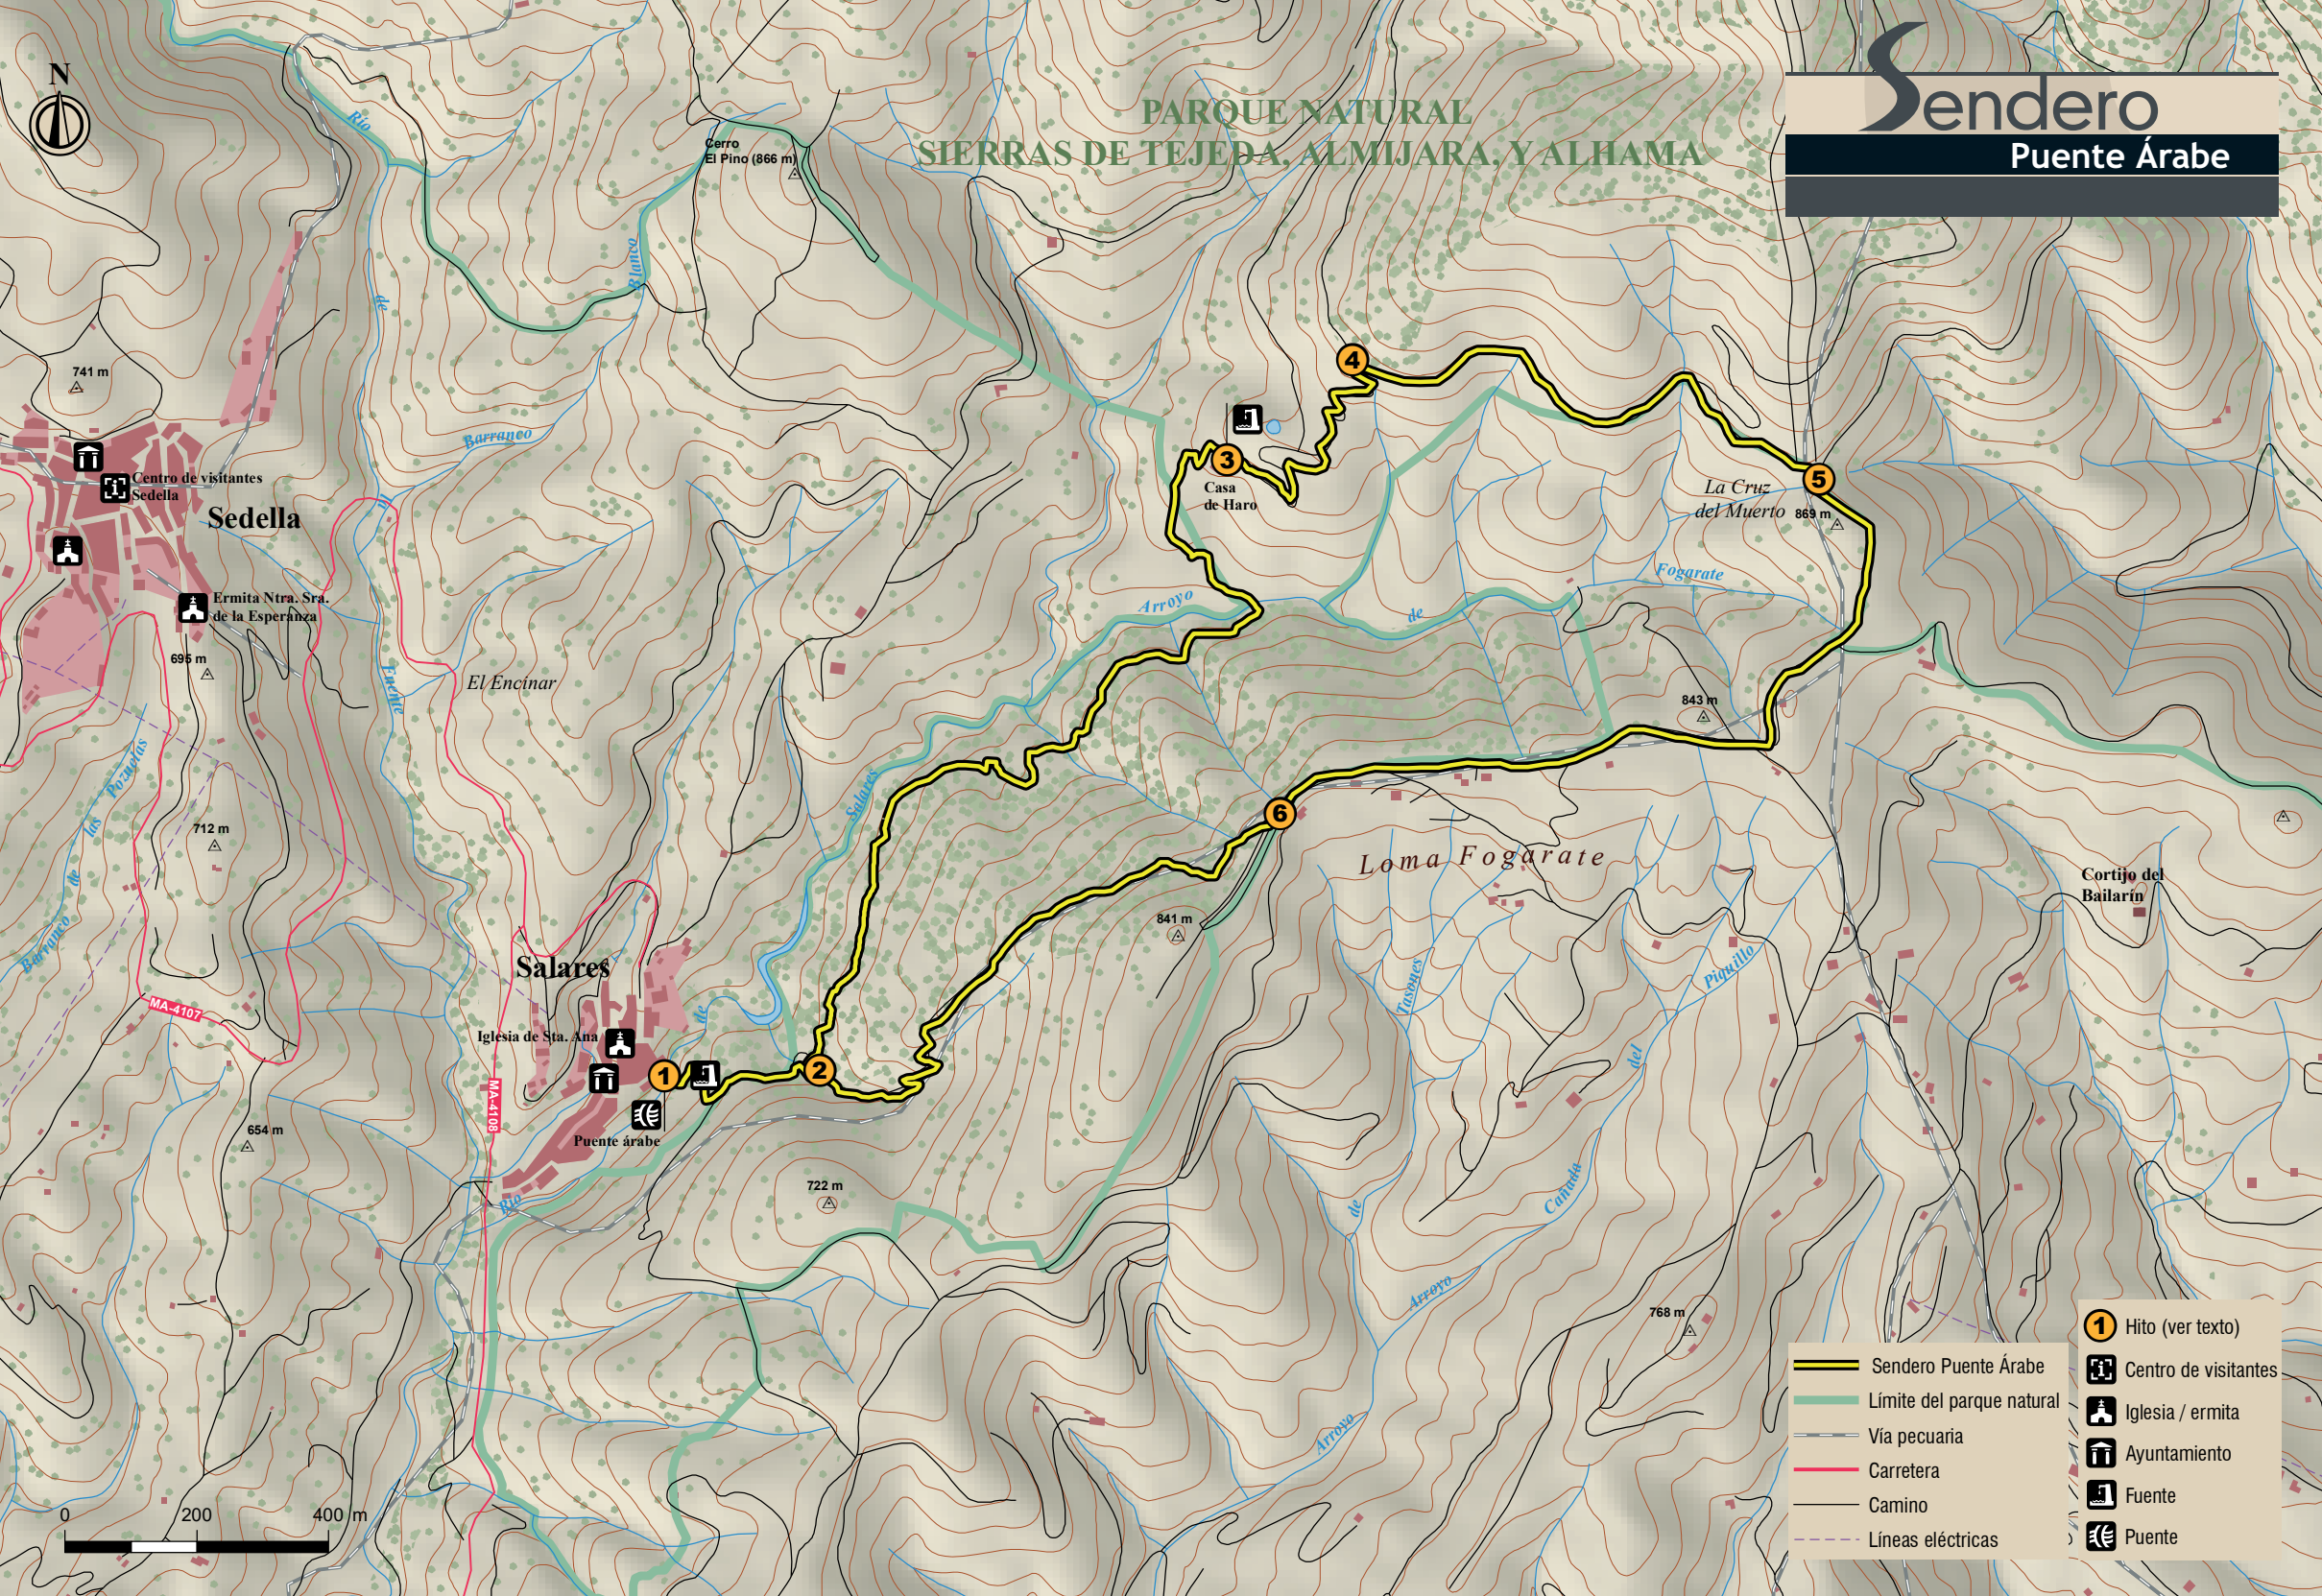 N
PARQUE NATURAL
SIERRAS DE TEJEDA, ALMIJARA, Y ALHAMA
Sendero
Puente Árabe
Río
Cerro
El Pino (866 m)
Blanco
de
741 m
4
Barranco
3
Casa
de Haro
5
La Cruz
del Muerto
869 m
Centro de visitantes
Sedella
Sedella
la
Ermita Ntra. Sra.
de la Esperanza
695 m
Fuente
El Encinar
Arroyo
de
Fogarate
843 m
Salares
6
Loma Fogarate
841 m
Barranco
de
las
Pozuelas
712 m
Cortijo del
Bailarín
Salares
MA-4107
MA-4108
Iglesia de Sta. Ana
de
1
2
Puente árabe
Río
654 m
722 m
Tasones
de
Arroyo
Piquillo
del
Cañada
Arroyo
768 m
0 200 400 m
Sendero Puente Árabe
Límite del parque natural
Vía pecuaria
Carretera
Camino
Líneas eléctricas
1 Hito (ver texto)
Centro de visitantes
Iglesia / ermita
Ayuntamiento
Fuente
Puente